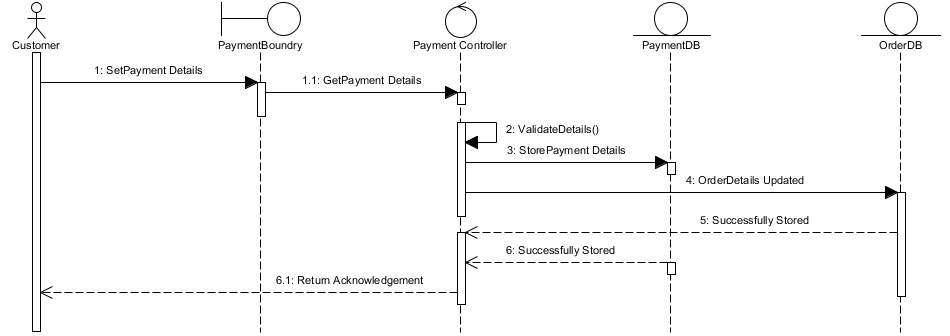 Customer
PaymentBoundry
Payment Controller
PaymentDB
OrderDB
1: SetPayment Details
1.1: GetPayment Details
2: ValidateDetails()
3: StorePayment Details
4: OrderDetails Updated
5: Successfully Stored
6: Successfully Stored
6.1: Return Acknowledgement